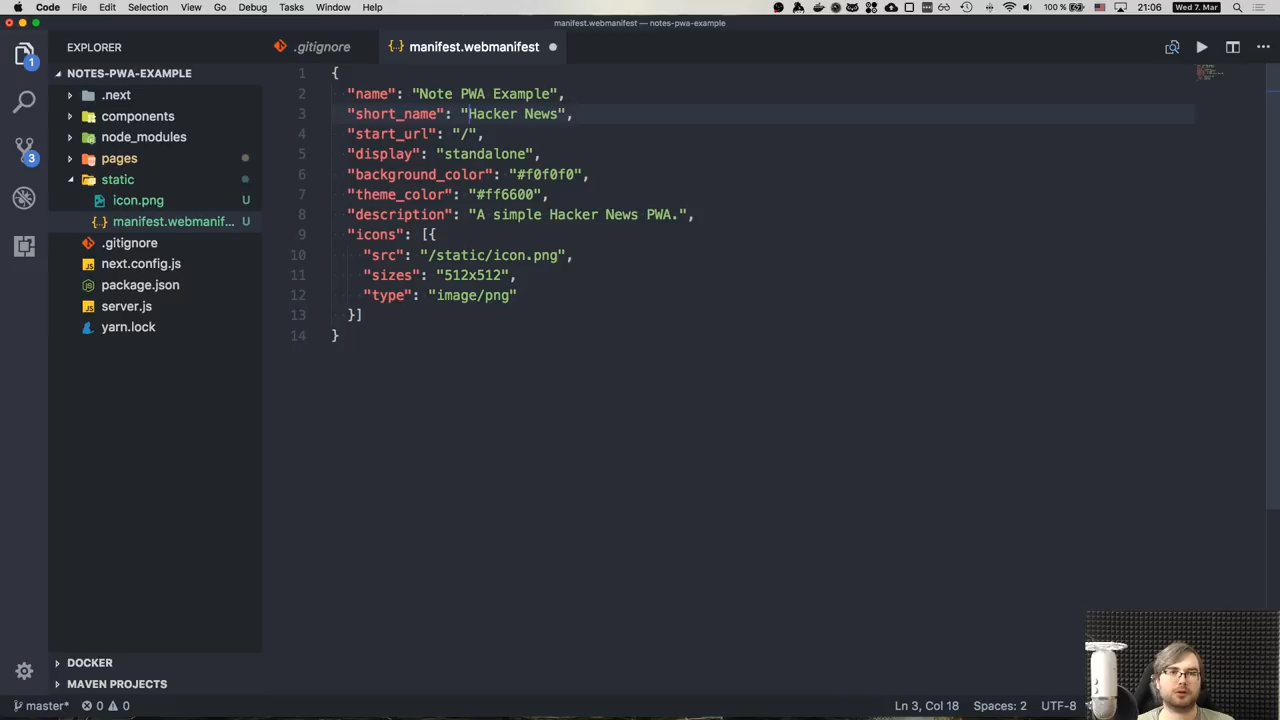 Code File Edit Selection View Go Debug Tasks Window Help 100 % 21:06 Wed 7. Mar
manifest.webmanifest — notes-pwa-example
EXPLORER
.gitignore
{} manifest.webmanifest
NOTES-PWA-EXAMPLE
.next
components
node_modules
pages
static
icon.png U
{} manifest.webmanif... U
.gitignore
JS next.config.js
package.json
JS server.js
yarn.lock
1
3
1 {
2 "name": "Note PWA Example",
3 "short_name": "Hacker News",
4 "start_url": "/",
5 "display": "standalone",
6 "background_color": "#f0f0f0",
7 "theme_color": "#ff6600",
8 "description": "A simple Hacker News PWA.",
9 "icons": [{
10 "src": "/static/icon.png",
11 "sizes": "512x512",
12 "type": "image/png"
13 }]
14 }
DOCKER
MAVEN PROJECTS
master* 0 0 Ln 3, Col 18 Spaces: 2 UTF-8